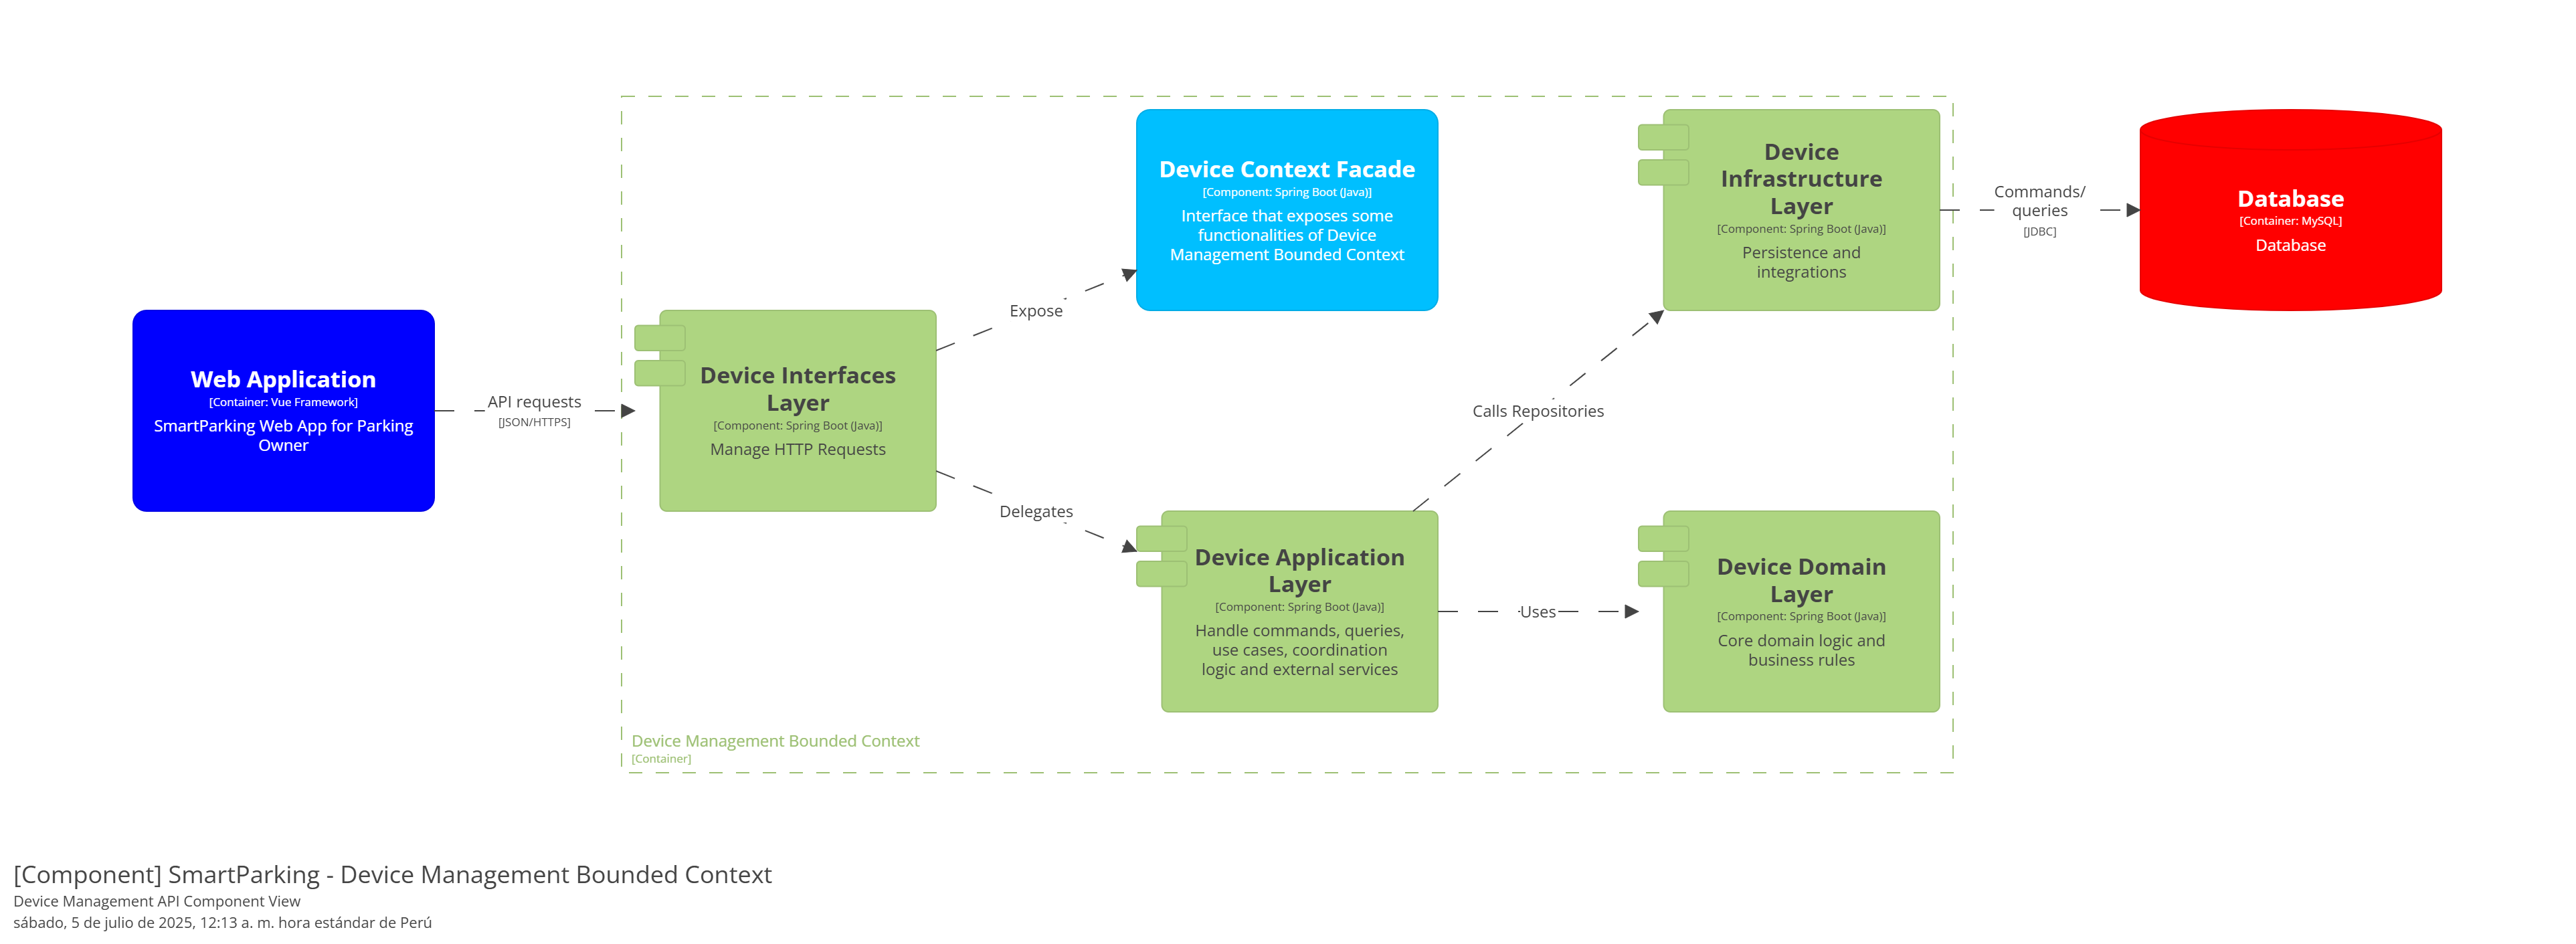 Web Application
[Container: Vue Framework]
SmartParking Web App for Parking
Owner
API requests
[JSON/HTTPS]
Device Interfaces
Layer
[Component: Spring Boot (Java)]
Manage HTTP Requests
Expose
Delegates
Device Context Facade
[Component: Spring Boot (Java)]
Interface that exposes some
functionalities of Device
Management Bounded Context
Device Application
Layer
[Component: Spring Boot (Java)]
Handle commands, queries,
use cases, coordination
logic and external services
Calls Repositories
Uses
Device
Infrastructure
Layer
[Component: Spring Boot (Java)]
Persistence and
integrations
Device Domain
Layer
[Component: Spring Boot (Java)]
Core domain logic and
business rules
Commands/
queries
[JDBC]
Database
[Container: MySQL]
Database
Device Management Bounded Context
[Container]
[Component] SmartParking - Device Management Bounded Context
Device Management API Component View
sábado, 5 de julio de 2025, 12:13 a. m. hora estándar de Perú